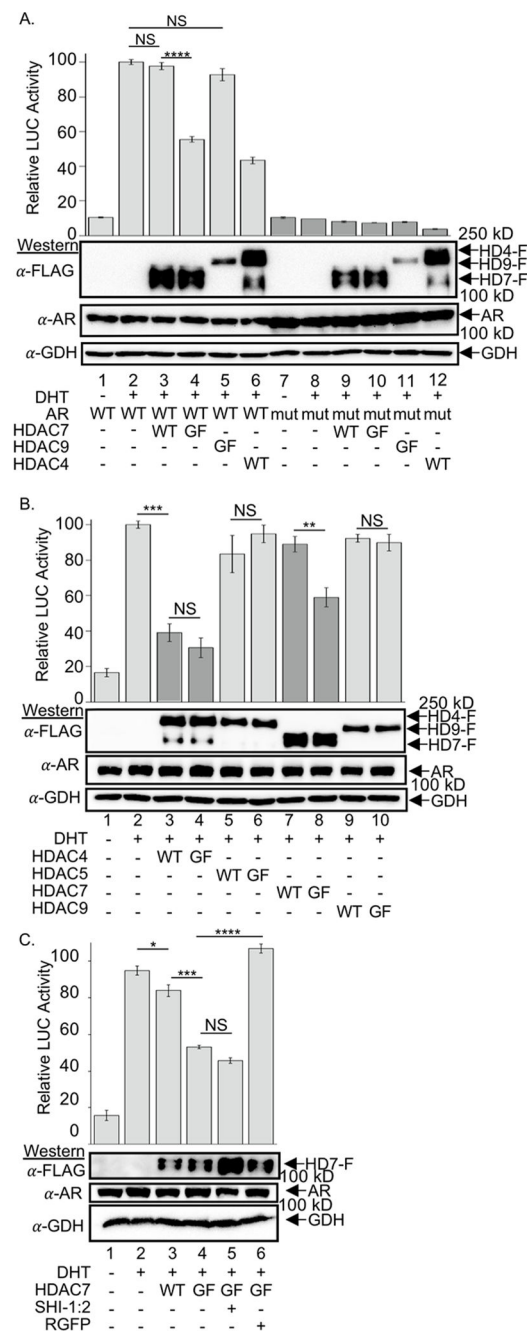 A.
NS
NS ****
Relative LUC Activity
100
80
60
40
20
0
250 kD
Western
α-FLAG
HD4-F
HD9-F
HD7-F
100 kD
α-AR
AR
100 kD
α-GDH
GDH
1 2 3 4 5 6 7 8 9 10 11 12
DHT - + + + + + - + + + + +
AR WT WT WT WT WT WT mut mut mut mut mut mut
HDAC7 - - WT GF - - - - WT GF - -
HDAC9 - - - - GF - - - - - GF -
HDAC4 - - - - - WT - - - - - WT
B.
*** NS NS ** NS
Relative LUC Activity
100
80
60
40
20
0
250 kD
Western
α-FLAG
HD4-F
HD9-F
HD7-F
α-AR
AR
100 kD
α-GDH
GDH
1 2 3 4 5 6 7 8 9 10
DHT - + + + + + + + + +
HDAC4 - - WT GF - - - - - -
HDAC5 - - - - WT GF - - - -
HDAC7 - - - - - - WT GF - -
HDAC9 - - - - - - - - WT GF
C.
****
* *** NS
Relative LUC Activity
100
80
60
40
20
0
Western
α-FLAG
HD7-F
100 kD
α-AR
AR
100 kD
α-GDH
GDH
1 2 3 4 5 6
DHT - + + + + +
HDAC7 - - WT GF GF GF
SHI-1:2 - - - - + -
RGFP - - - - - +